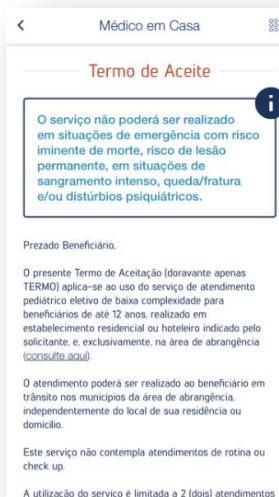 Médico em Casa
Termo de Aceite
i
O serviço não poderá ser realizado
em situações de emergência com risco
iminente de morte, risco de lesão
permanente, em situações de
sangramento intenso, queda/fratura
e/ou distúrbios psiquiátricos.
Prezado Beneficiário,
O presente Termo de Aceitação (doravante apenas
TERMO) aplica-se ao uso do serviço de atendimento
pediátrico eletivo de baixa complexidade para
beneficiários de até 12 anos, realizado em
estabelecimento residencial ou hoteleiro indicado pelo
solicitante, e, exclusivamente, na área de abrangência
(consulte aqui).
O atendimento poderá ser realizado ao beneficiário em
trânsito nos municípios da área de abrangência,
independentemente do local de sua residência ou
domicílio.
Este serviço não contempla atendimentos de rotina ou
check up.
A utilização do serviço é limitada a 2 (dois) atendimentos